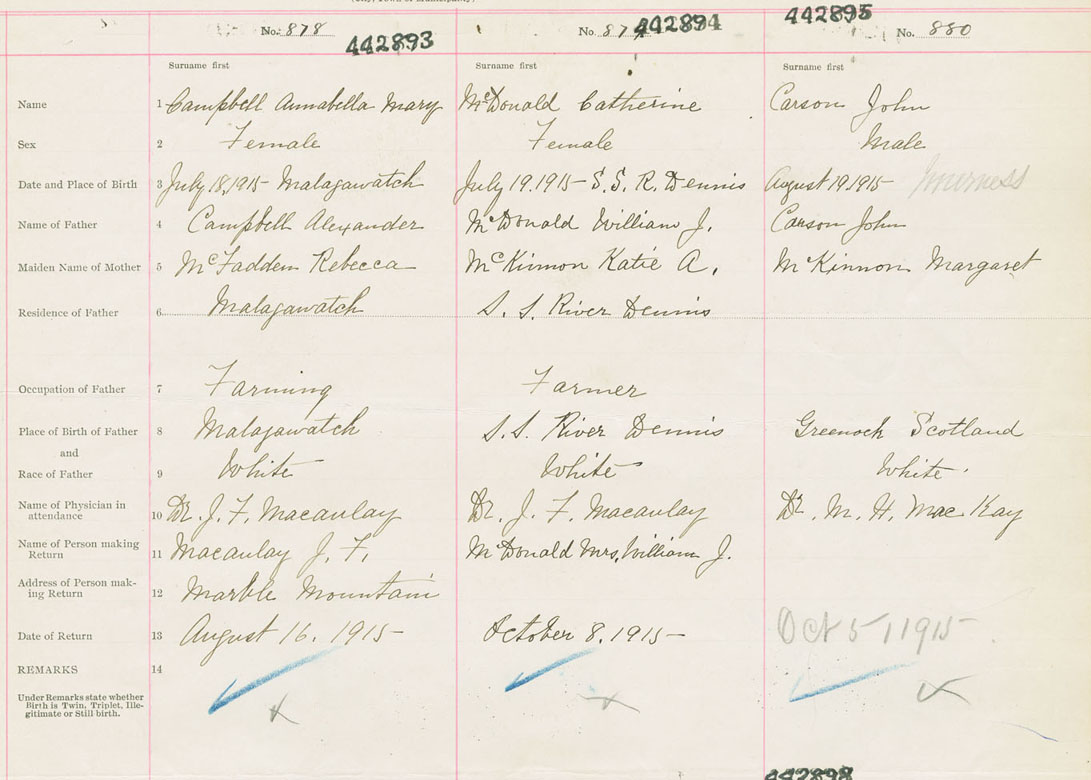 No. 878 442893 No. 879 442894 442895 No. 880
Surname first Surname first Surname first
Name 1 Campbell Annabella Mary McDonald Catherine Carson John
Sex 2 Female Female Male
Date and Place of Birth 3 July 18, 1915 - Malagawatch July 19. 1915 - S. S. R. Dennis August 19. 1915 - Inverness
Name of Father 4 Campbell Alexander McDonald William J. Carson John
Maiden Name of Mother 5 McFadden Rebecca McKinnon Katie A. McKinnon Margaret
Residence of Father 6 Malagawatch S. S. River Dennis
Occupation of Father 7 Farming Farmer
Place of Birth of Father 8 Malagawatch S. S. River Dennis Greenock Scotland
and
Race of Father 9 White White White.
Name of Physician in
attendance 10 Dr. J. F. Macaulay Dr. J. F. Macaulay Dr. M. H. MacKay
Name of Person making
Return 11 Macaulay J. F. McDonald Mrs. William J.
Address of Person mak-
ing Return 12 Marble Mountain
Date of Return 13 August 16. 1915 - October 8. 1915 - Oct 5 1915 -
REMARKS 14
Under Remarks state whether
Birth is Twin, Triplet, Ille-
gitimate or Still birth.
442898